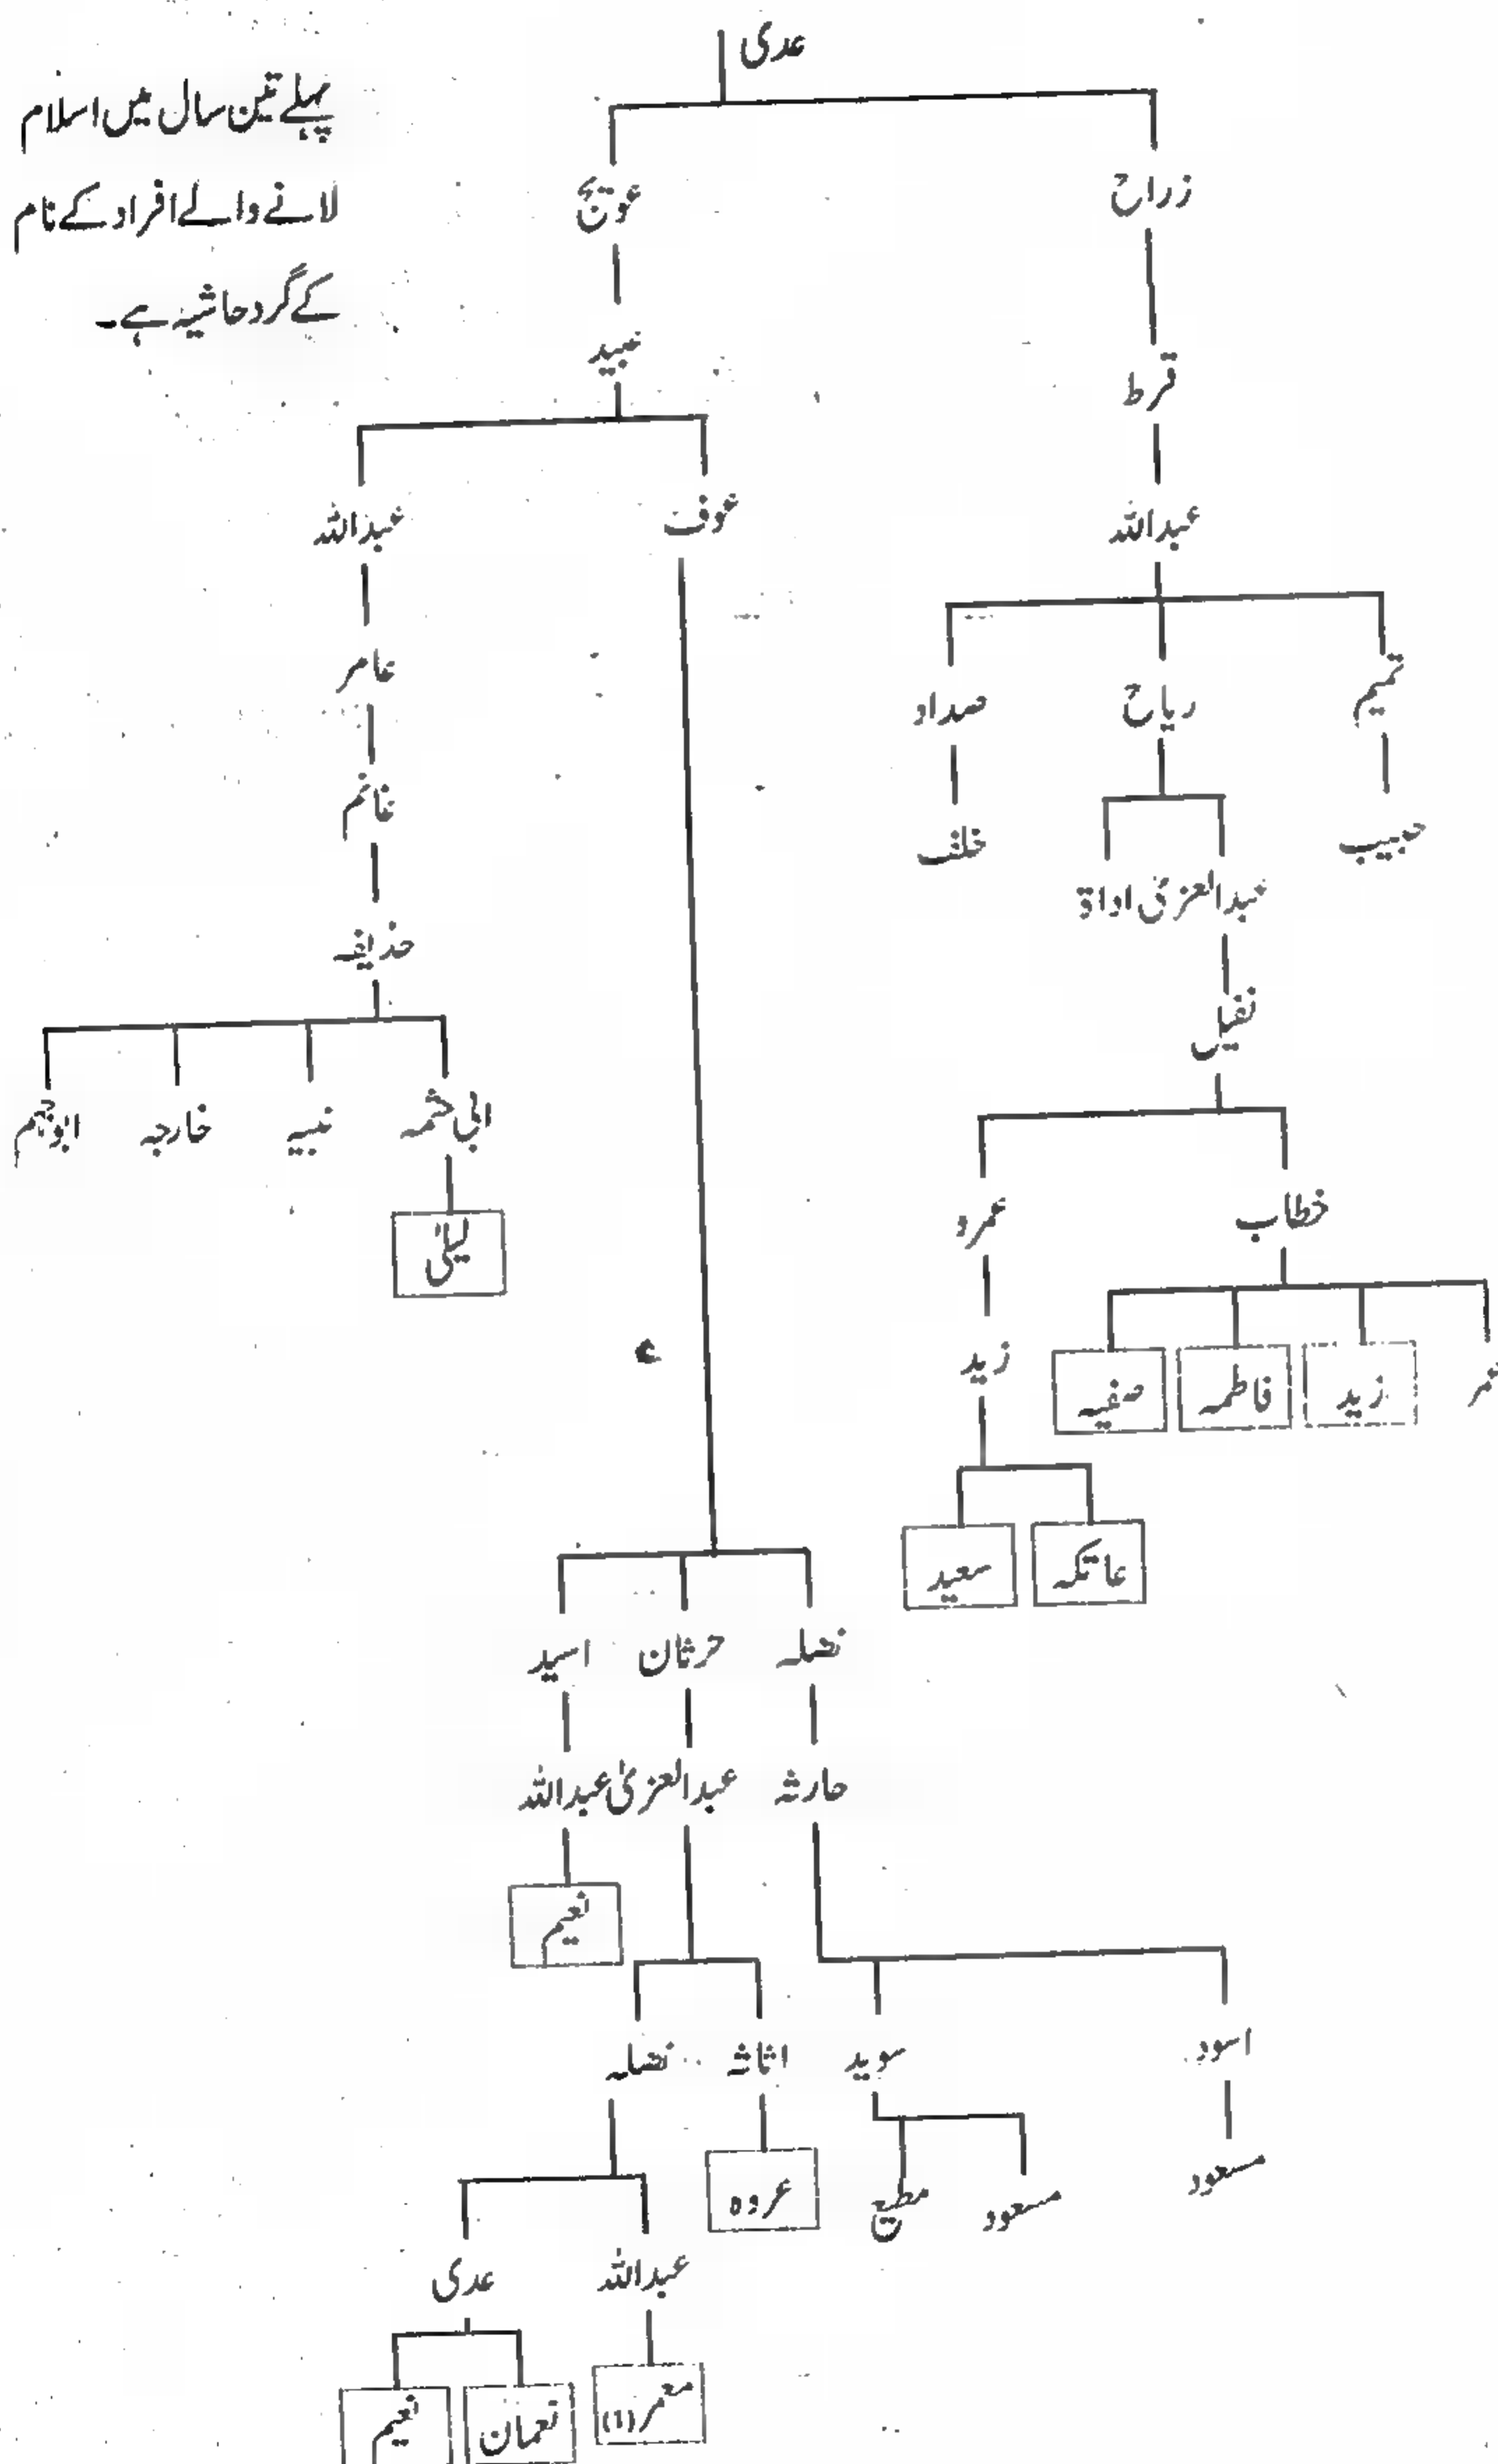 عدی
پہلے تین سال میں اسلام
لانے والے افراد کے نام
کے گرد حاشیہ ہے۔
زراح
عویج
قرط
عبید
عبداللہ
عوف
عبداللہ
تمیم
ریاح
صداد
عامر
حبیب
خلف
غانم
عبدالعزیٰ اداۃ
حذیفہ
نفیل
ابی حثمہ
خارجہ
ابوجہم
خطاب
عمرو
لیلیٰ
زید
فاطمہ
صفیہ
زید
عاتکہ
سعید
نضلہ
حرثان
اسید
حارثہ
عبدالعزیٰ
عبداللہ
نعیم
اسود
سوید
اثاثہ
نضلہ
مسعود
مسعود
مطیع
عروہ
عبداللہ
عدی
معمر (1)
نعمان
نعیم